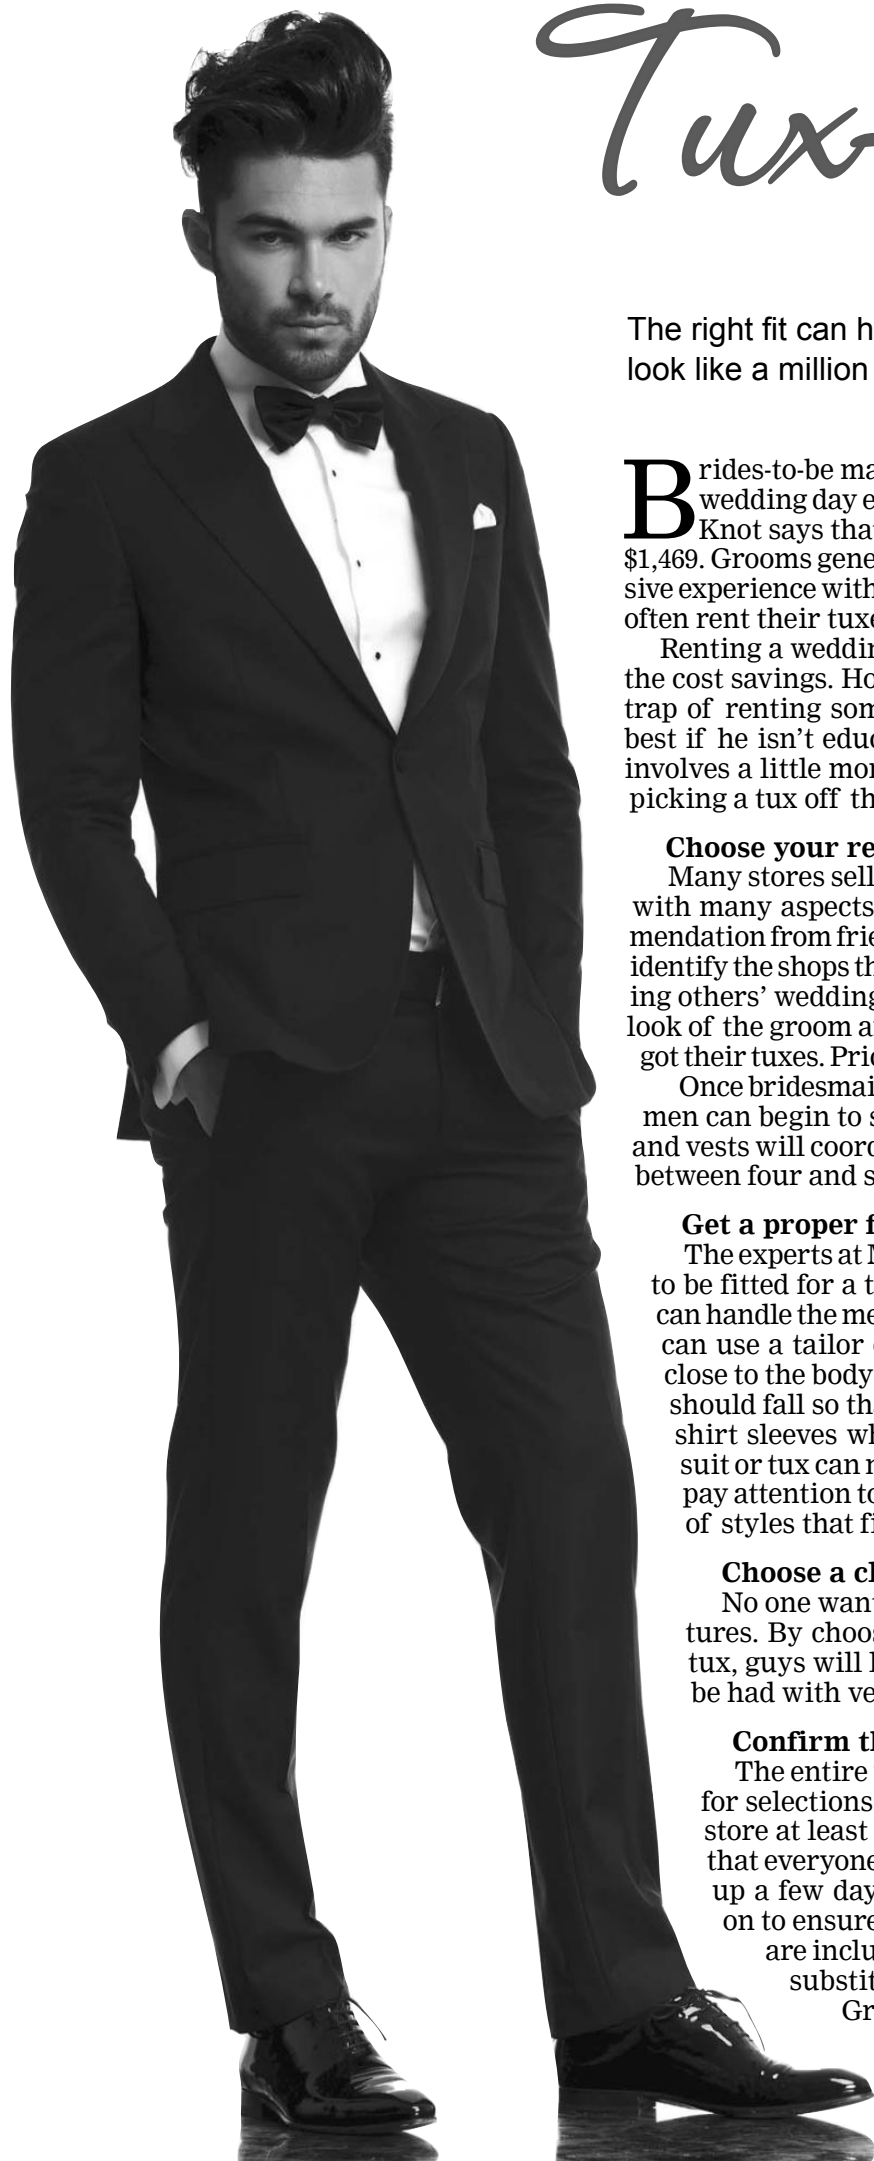 Tux
The right fit can h
look like a million
Brides-to-be ma
wedding day e
Knot says that
$1,469. Grooms gene
sive experience with
often rent their tuxe
Renting a weddin
the cost savings. Ho
trap of renting som
best if he isn’t educ
involves a little mor
picking a tux off th
Choose your re
Many stores sell
with many aspects
mendation from frie
identify the shops th
ing others’ wedding
look of the groom a
got their tuxes. Pric
Once bridesmai
men can begin to s
and vests will coord
between four and s
Get a proper f
The experts at M
to be fitted for a t
can handle the me
can use a tailor
close to the body
should fall so tha
shirt sleeves wh
suit or tux can
pay attention to
of styles that fi
Choose a cl
No one want
tures. By choos
tux, guys will
be had with ve
Confirm th
The entire
for selections
store at least
that everyone
up a few day
on to ensure
are inclu
substit
Gr